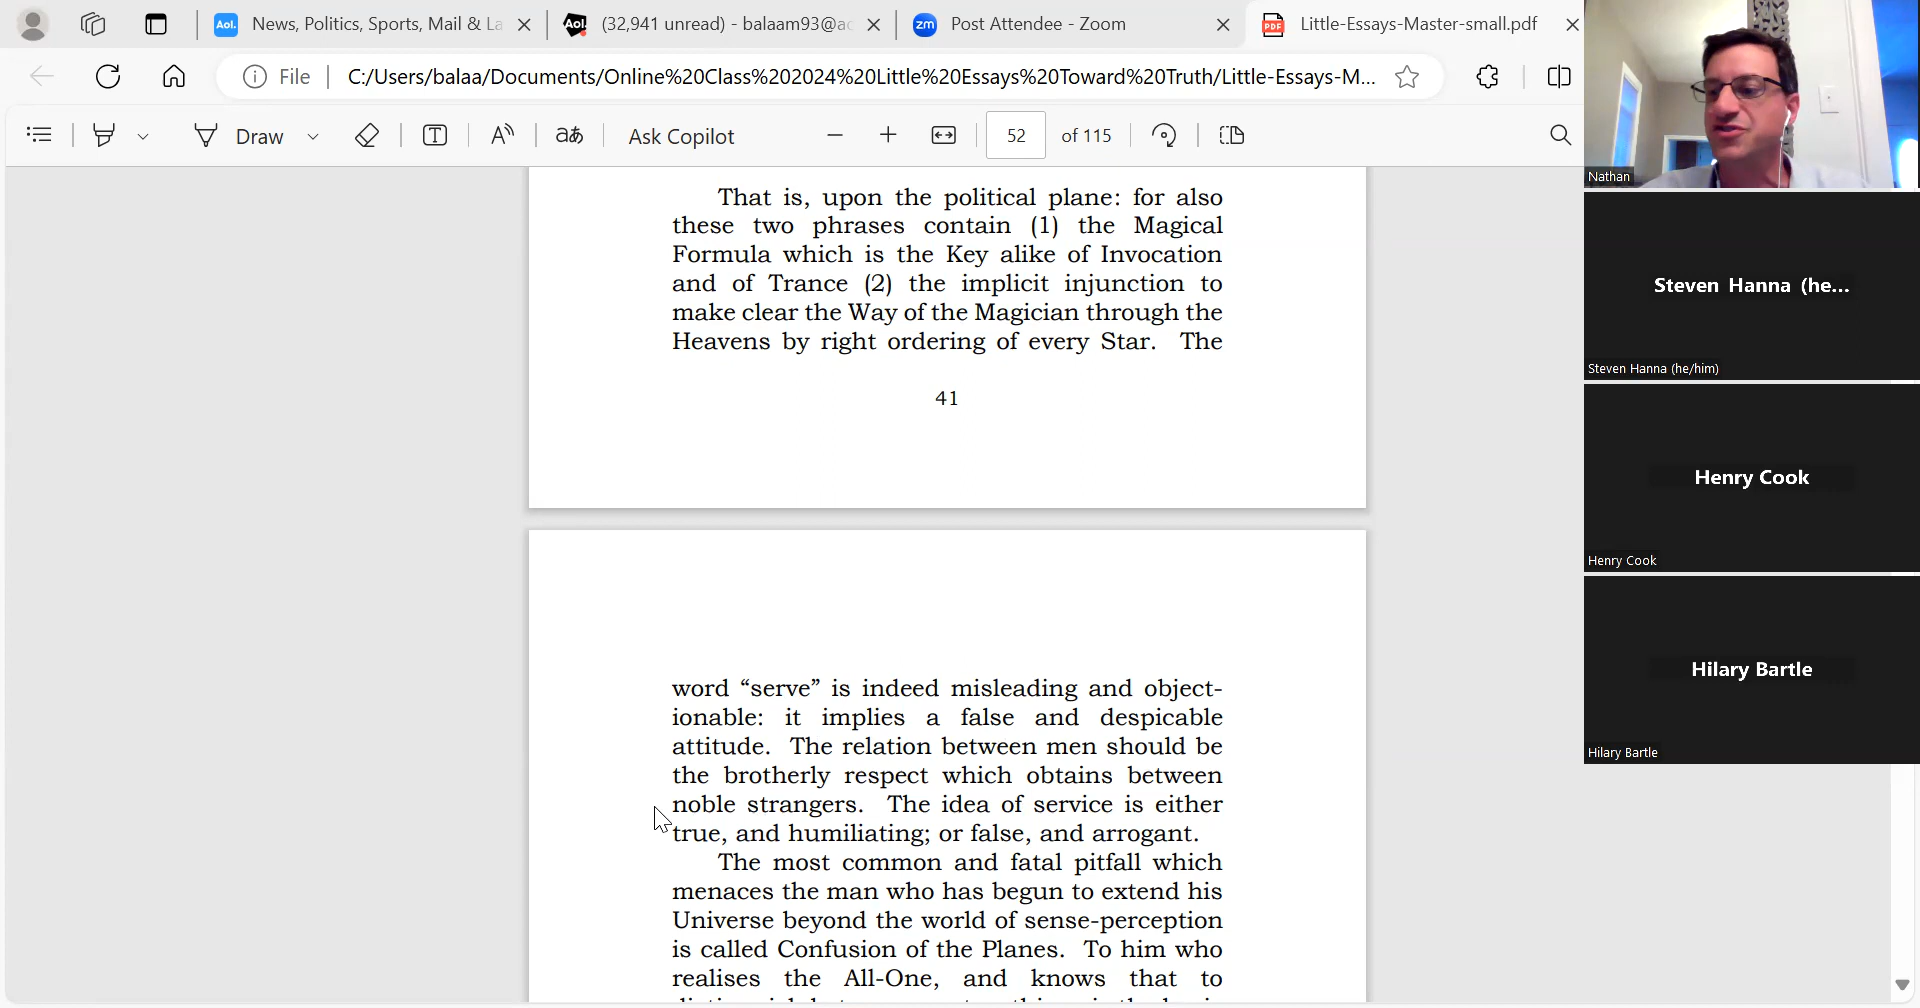 Aol. News, Politics, Sports, Mail & La
Aol. (32,941 unread) - balaam93@ao
zm Post Attendee - Zoom
PDF Little-Essays-Master-small.pdf
File C:/Users/balaa/Documents/Online%20Class%202024%20Little%20Essays%20Toward%20Truth/Little-Essays-M...
Draw
T
A
aあ
Ask Copilot
52 of 115
That is, upon the political plane: for also
these two phrases contain (1) the Magical
Formula which is the Key alike of Invocation
and of Trance (2) the implicit injunction to
make clear the Way of the Magician through the
Heavens by right ordering of every Star. The
41
word “serve” is indeed misleading and object-
ionable: it implies a false and despicable
attitude. The relation between men should be
the brotherly respect which obtains between
noble strangers. The idea of service is either
true, and humiliating; or false, and arrogant.
The most common and fatal pitfall which
menaces the man who has begun to extend his
Universe beyond the world of sense-perception
is called Confusion of the Planes. To him who
realises the All-One, and knows that to
Nathan
Steven Hanna (he...
Steven Hanna (he/him)
Henry Cook
Henry Cook
Hilary Bartle
Hilary Bartle